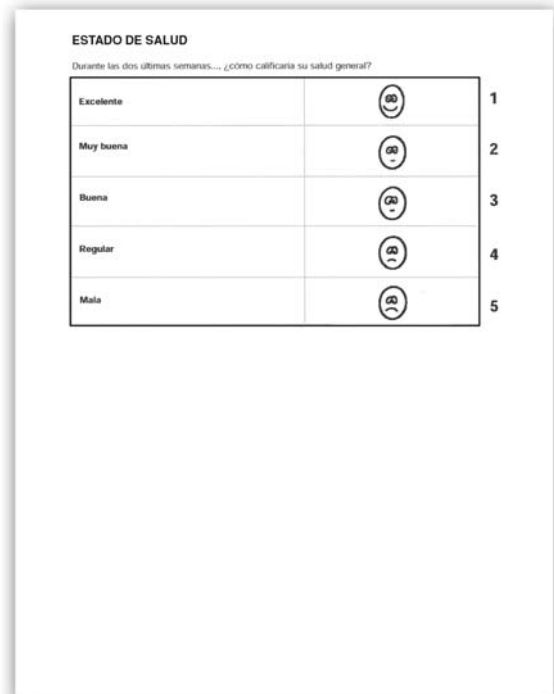 ESTADO DE SALUD
Durante las dos últimas semanas..., ¿cómo calificaría su salud general?
Excelente 1
Muy buena 2
Buena 3
Regular 4
Mala 5